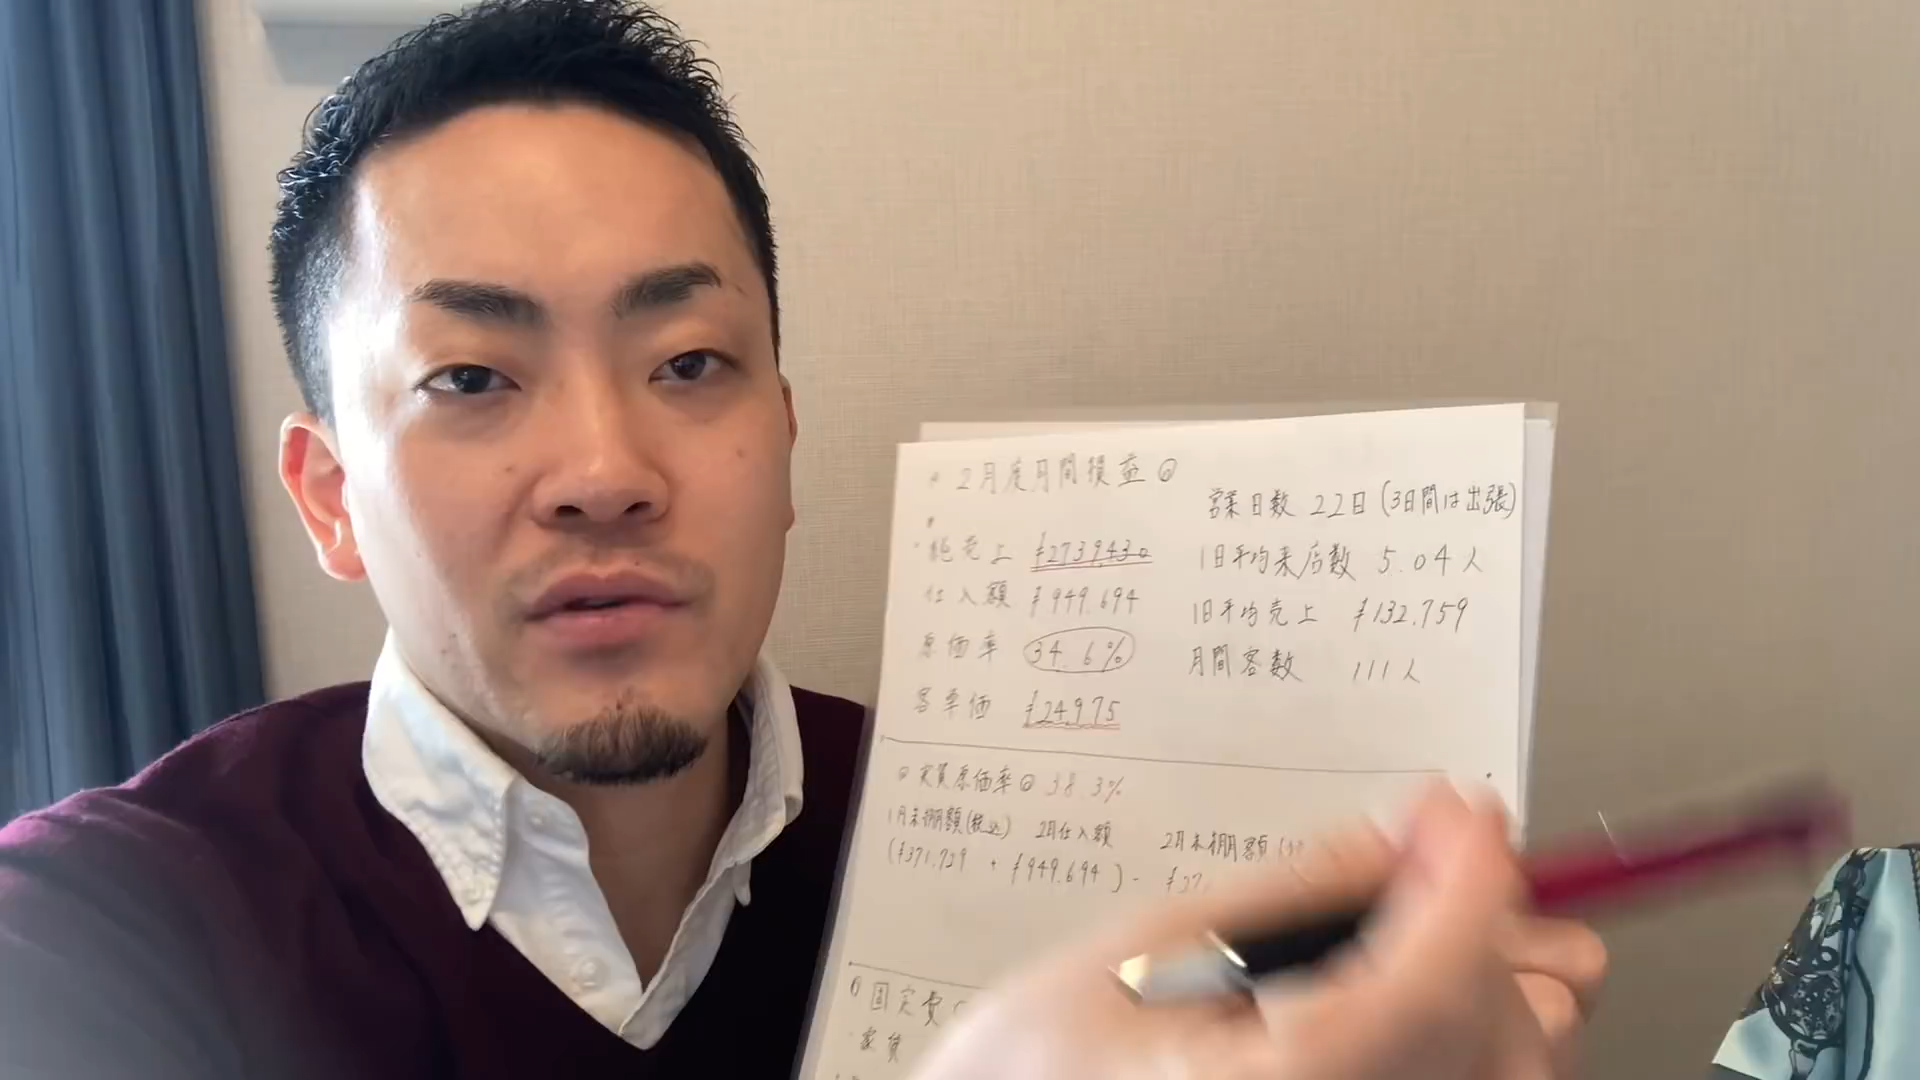 2月度月間損益
営業日数 22日(3日間は出張)
・総売上 ¥2739430
1日平均来店数 5.04人
仕入額 ¥949.694
1日平均売上 ¥132,759
原価率 34.6%
月間客数 111人
客単価 ¥24,975
実質原価率 38.3%
1月末棚額(税込) 2月仕入額 2月末棚額
(¥371,729 + ¥949.694) - ¥37
固定費
・家賃